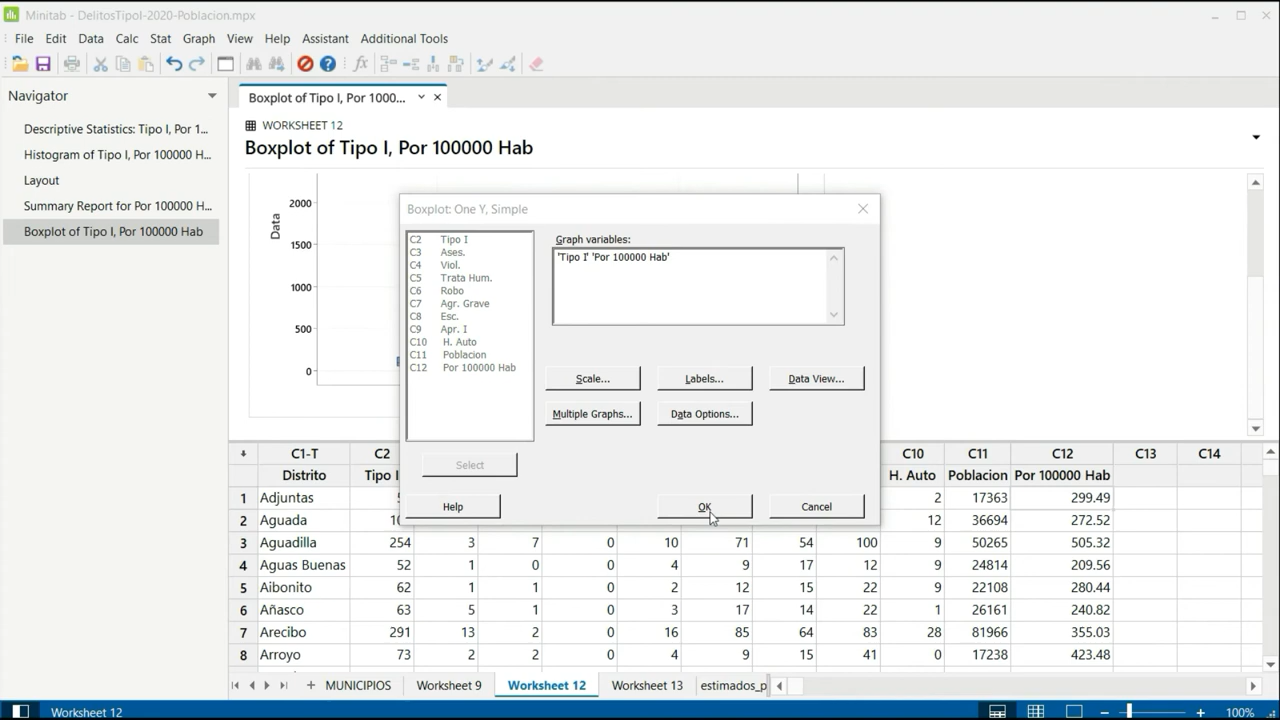 Minitab - DelitosTipoI-2020-Poblacion.mpx
File Edit Data Calc Stat Graph View Help Assistant Additional Tools
Navigator
Descriptive Statistics: Tipo I, Por 1...
Histogram of Tipo I, Por 100000 H...
Layout
Summary Report for Por 100000 H...
Boxplot of Tipo I, Por 100000 Hab
Boxplot of Tipo I, Por 1000...
WORKSHEET 12
Boxplot of Tipo I, Por 100000 Hab
Data
2000
1500
1000
500
0
Boxplot: One Y, Simple
C2 Tipo I
C3 Ases.
C4 Viol.
C5 Trata Hum.
C6 Robo
C7 Agr. Grave
C8 Esc.
C9 Apr. I
C10 H. Auto
C11 Poblacion
C12 Por 100000 Hab
Graph variables:
'Tipo I' 'Por 100000 Hab'
Scale... Labels... Data View...
Multiple Graphs... Data Options...
Select
Help OK Cancel
C1-T C2 C10 C11 C12 C13 C14
Distrito Tipo I H. Auto Poblacion Por 100000 Hab
1 Adjuntas 2 17363 299.49
2 Aguada 12 36694 272.52
3 Aguadilla 254 3 7 0 10 71 54 100 9 50265 505.32
4 Aguas Buenas 52 1 0 0 4 9 17 12 9 24814 209.56
5 Aibonito 62 1 1 0 2 12 15 22 9 22108 280.44
6 Añasco 63 5 1 0 3 17 14 22 1 26161 240.82
7 Arecibo 291 13 2 0 16 85 64 83 28 81966 355.03
8 Arroyo 73 2 2 0 4 9 15 41 0 17238 423.48
MUNICIPIOS Worksheet 9 Worksheet 12 Worksheet 13 estimados_p
Worksheet 12 100%